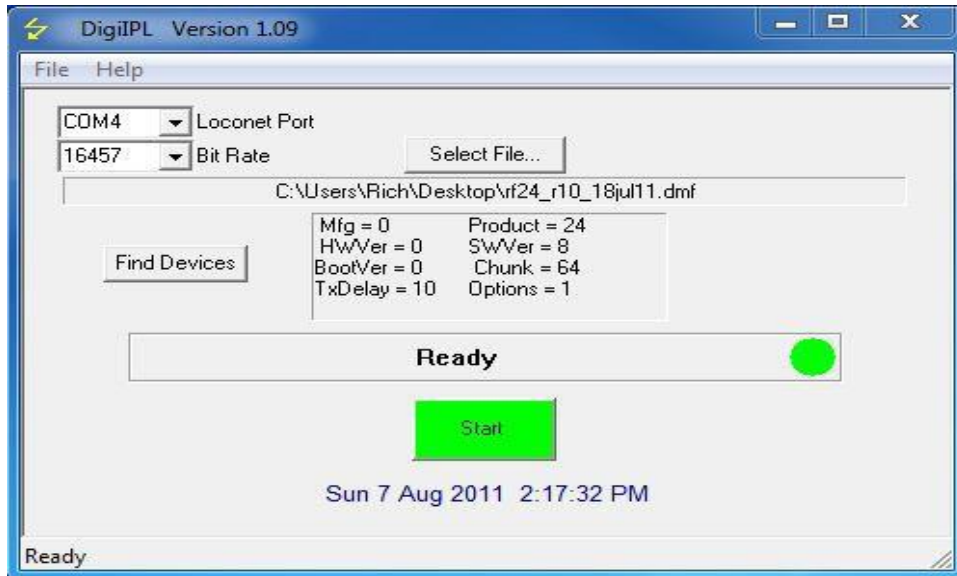 DigiIPL Version 1.09
File Help
COM4 Loconet Port
16457 Bit Rate Select File...
C:\Users\Rich\Desktop\rf24_r10_18jul11.dmf
Mfg = 0 Product = 24
HWVer = 0 SWVer = 8
Find Devices
BootVer = 0 Chunk = 64
TxDelay = 10 Options = 1
Ready
Start
Sun 7 Aug 2011 2:17:32 PM
Ready